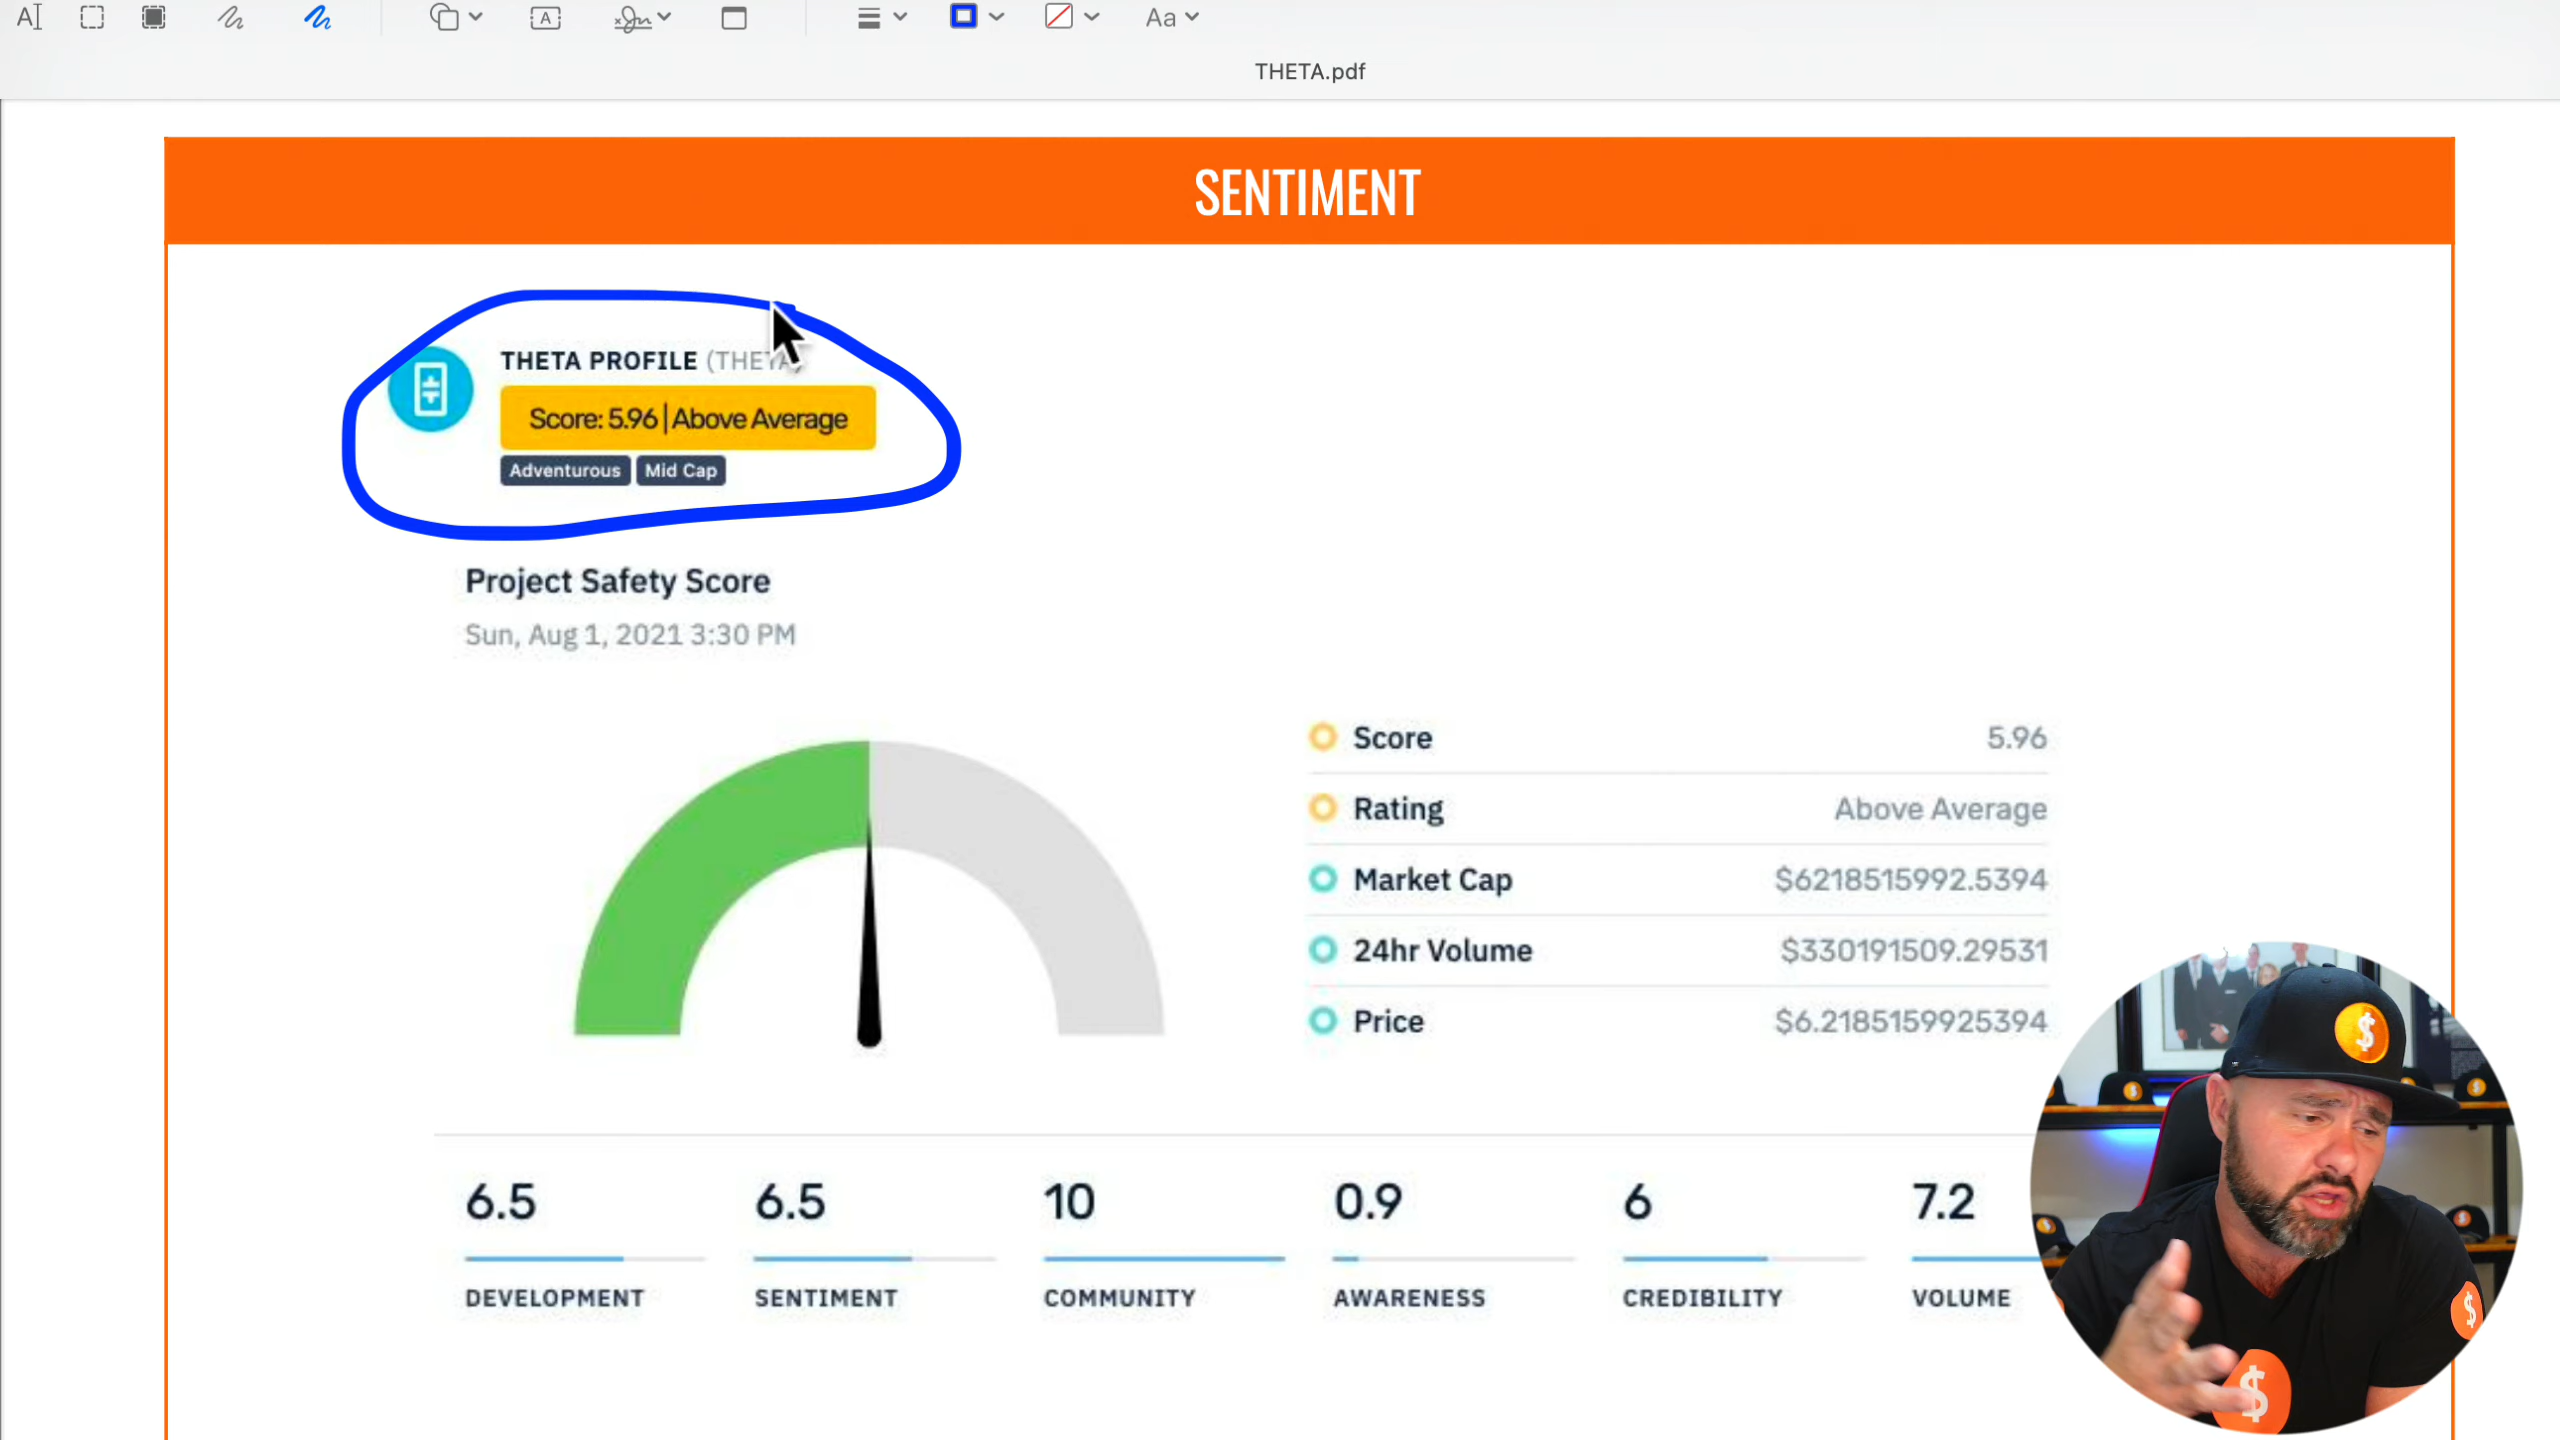 Aa
THETA.pdf
SENTIMENT
THETA PROFILE (THETA)
Score: 5.96 | Above Average
Adventurous Mid Cap
Project Safety Score
Sun, Aug 1, 2021 3:30 PM
Score 5.96
Rating Above Average
Market Cap $6218515992.5394
24hr Volume $330191509.29531
Price $6.2185159925394
6.5 6.5 10 0.9 6 7.2
DEVELOPMENT SENTIMENT COMMUNITY AWARENESS CREDIBILITY VOLUME